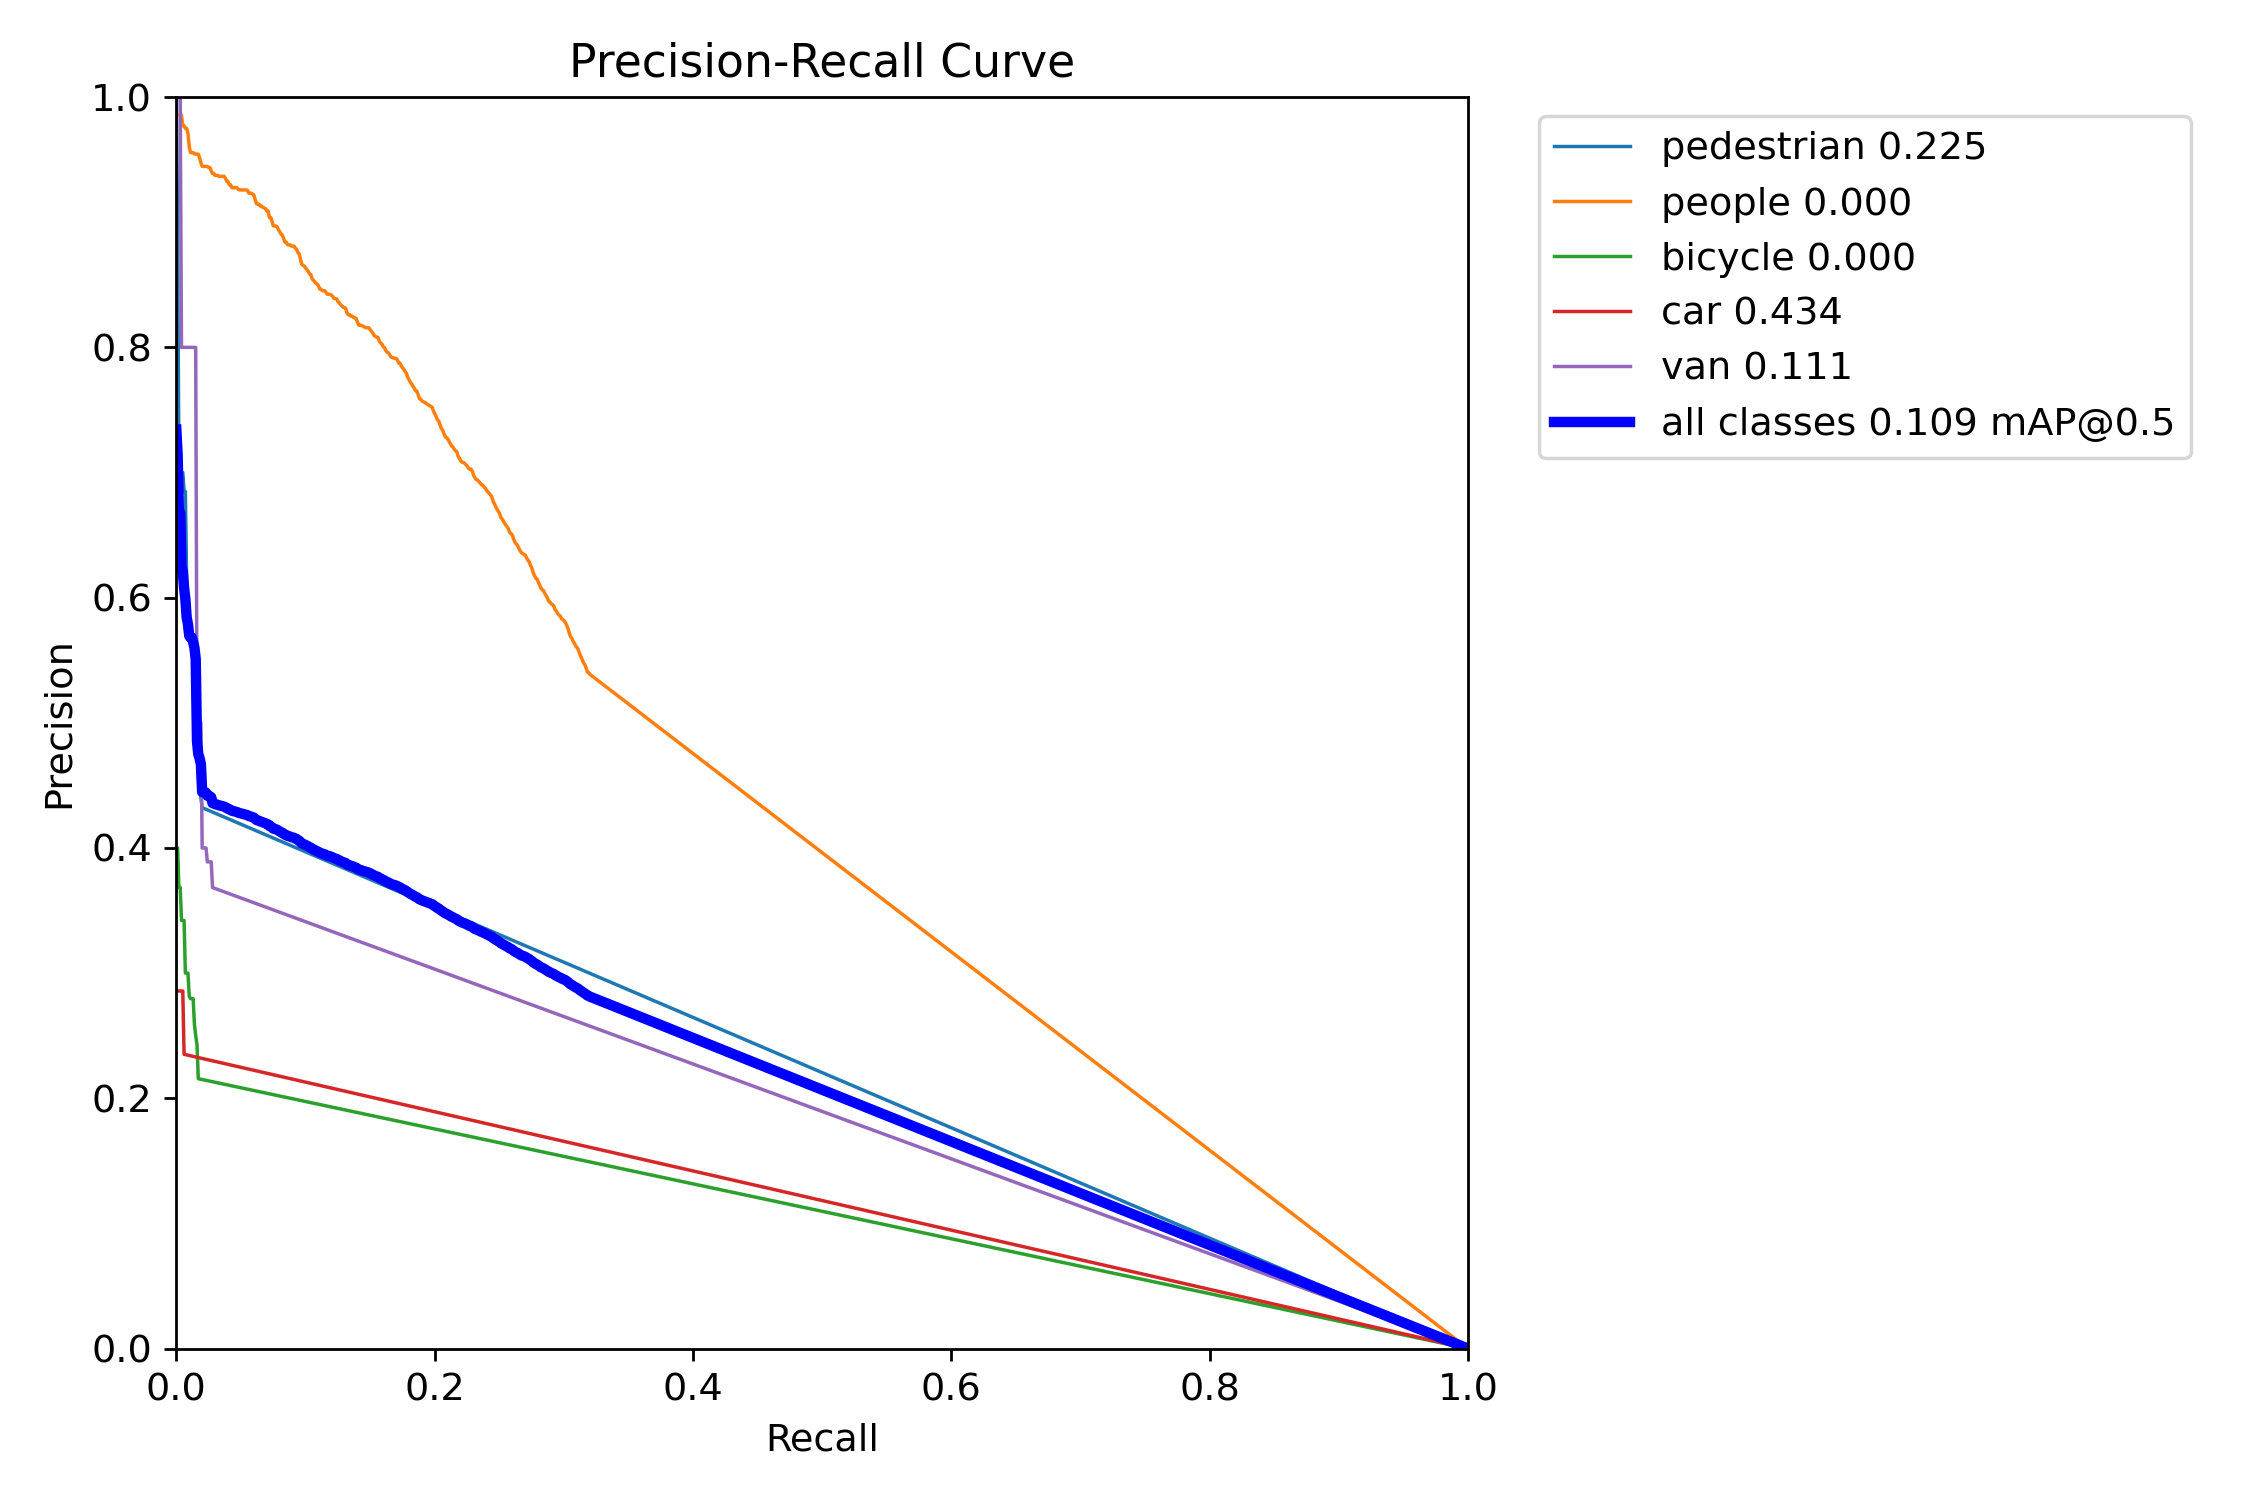 Precision-Recall Curve
1.0
0.8
0.6
0.4
0.2
0.0
Precision
0.0 0.2 0.4 0.6 0.8 1.0
Recall
pedestrian 0.225
people 0.000
bicycle 0.000
car 0.434
van 0.111
all classes 0.109 mAP@0.5